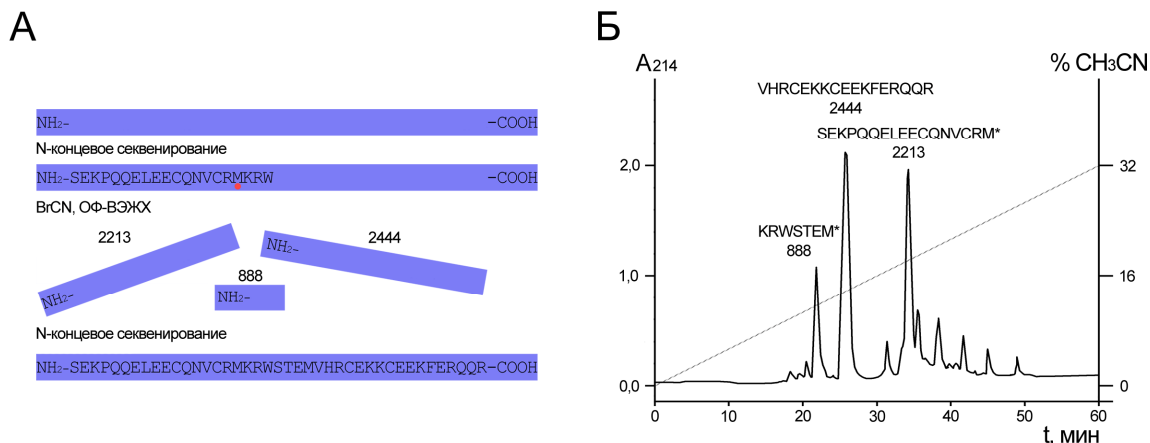 А
NH2- -COOH
N-концевое секвенирование
NH2-SEKPQQELEECQNVCRMKRW -COOH
BrCN, ОФ-ВЭЖХ
2213
2444
NH2-
NH2-
888
NH2-
N-концевое секвенирование
NH2-SEKPQQELEECQNVCRMKRWSTEMVHRCEKKCEEKFERQQR-COOH
Б
A214
% CH3CN
VHRCEKKCEEKFERQQR
2444
SEKPQQELEECQNVCRM*
2213
KRWSTEM*
888
2,0
1,0
0,0
32
16
0
0 10 20 30 40 50 60
t, мин